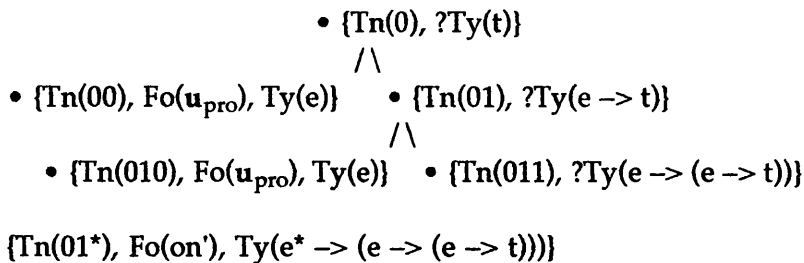 • {Tn(0), ?Ty(t)}
/ \
• {Tn(00), Fo(u_pro), Ty(e)} • {Tn(01), ?Ty(e –> t)}
/ \
• {Tn(010), Fo(u_pro), Ty(e)} • {Tn(011), ?Ty(e –> (e –> t))}
{Tn(01*), Fo(on'), Ty(e* –> (e –> (e –> t)))}